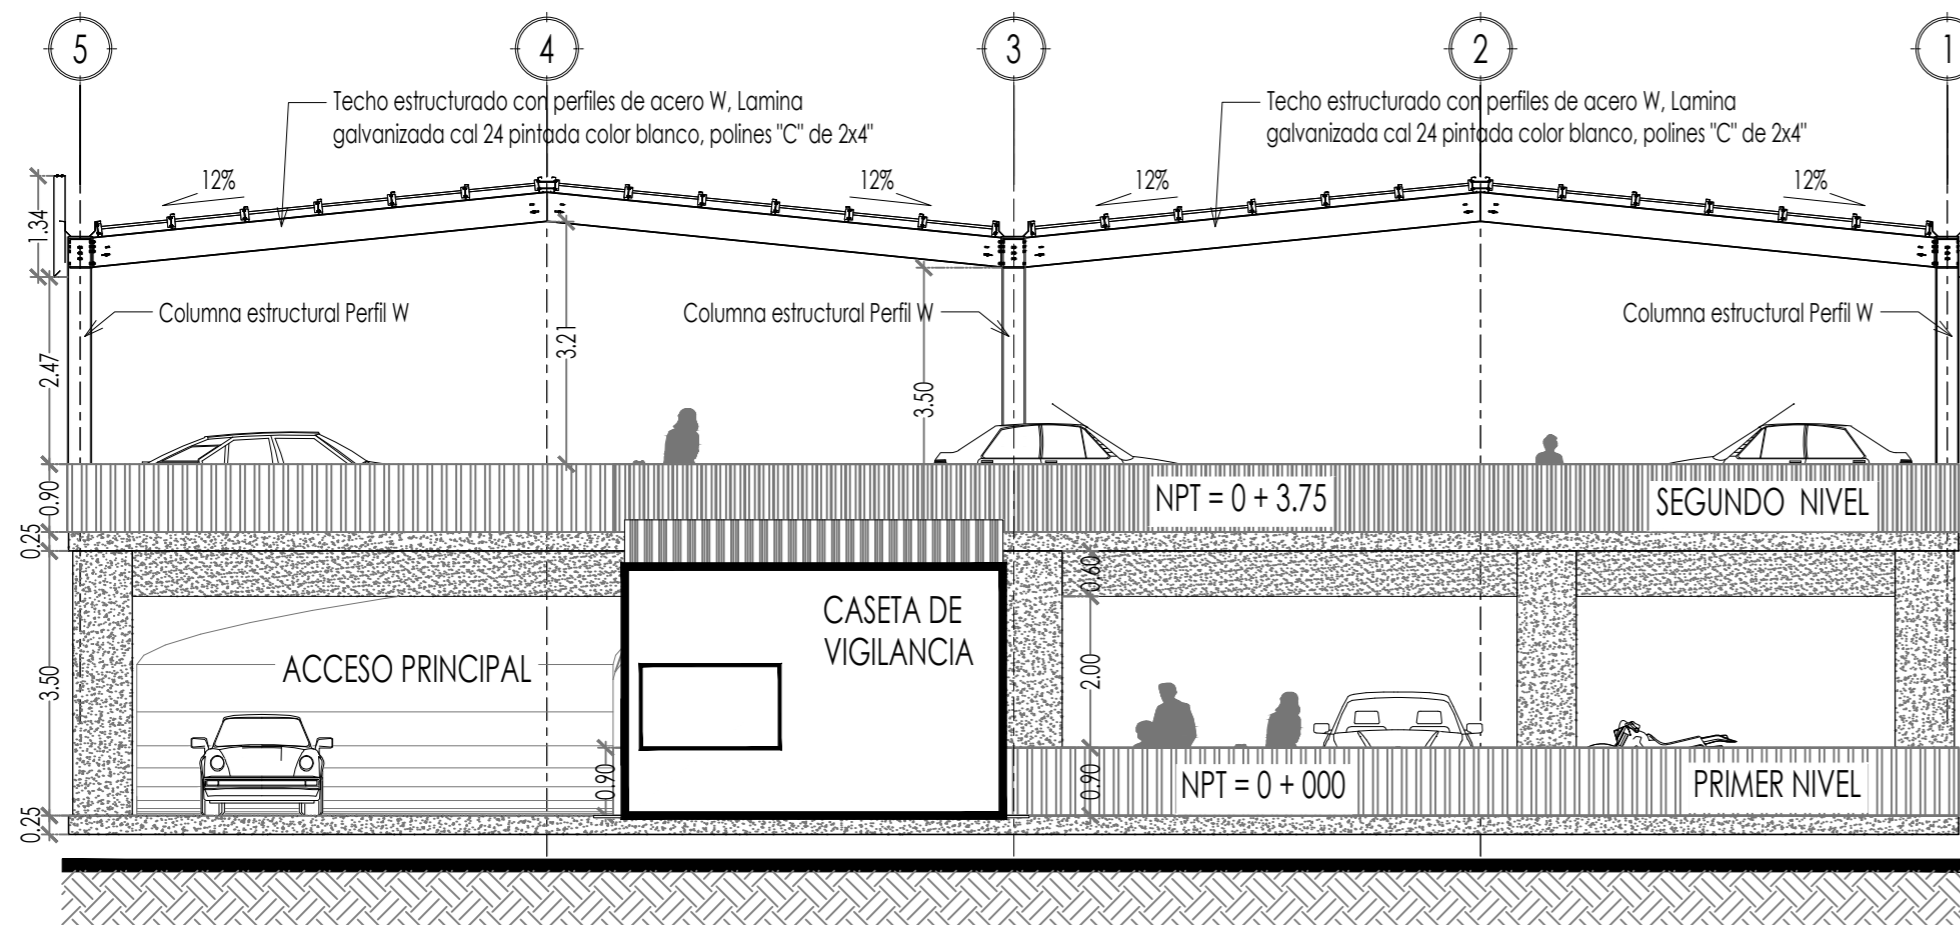 5
4
3
2
1
Techo estructurado con perfiles de acero W, Lamina
galvanizada cal 24 pintada color blanco, polines "C" de 2x4"
Techo estructurado con perfiles de acero W, Lamina
galvanizada cal 24 pintada color blanco, polines "C" de 2x4"
12%
12%
12%
12%
1.34
Columna estructural Perfil W
Columna estructural Perfil W
Columna estructural Perfil W
2.47
3.21
3.50
0.90
NPT = 0 + 3.75
SEGUNDO NIVEL
0.25
0.60
CASETA DE
VIGILANCIA
ACCESO PRINCIPAL
3.50
2.00
0.90
0.90
NPT = 0 + 000
PRIMER NIVEL
0.25